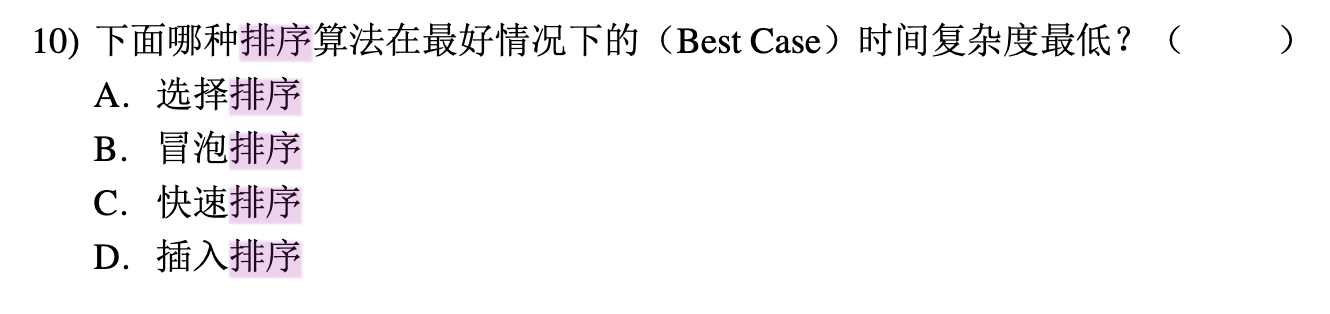 10) 下面哪种排序算法在最好情况下的（Best Case）时间复杂度最低？（　　）
A. 选择排序
B. 冒泡排序
C. 快速排序
D. 插入排序